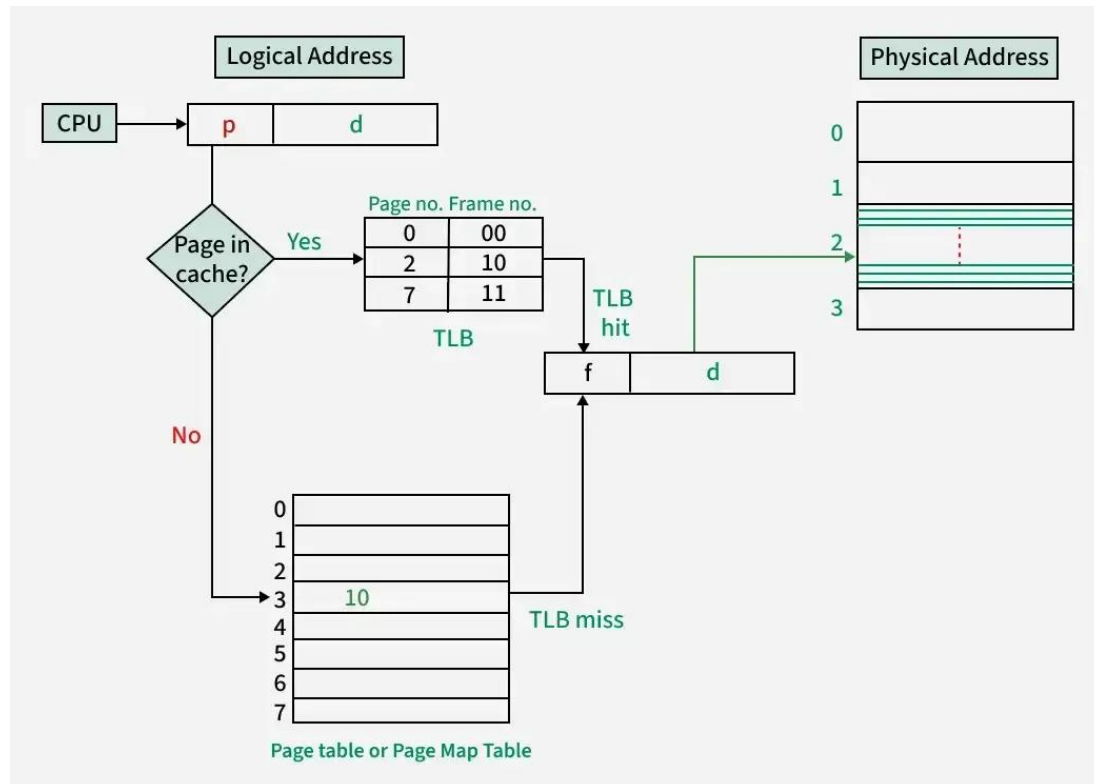 Logical Address
Physical Address
CPU
p d
0
1
2
3
Page in
cache?
Yes
No
Page no. Frame no.
0 00
2 10
7 11
TLB
TLB
hit
f d
0
1
2
3 10
4
5
6
7
TLB miss
Page table or Page Map Table